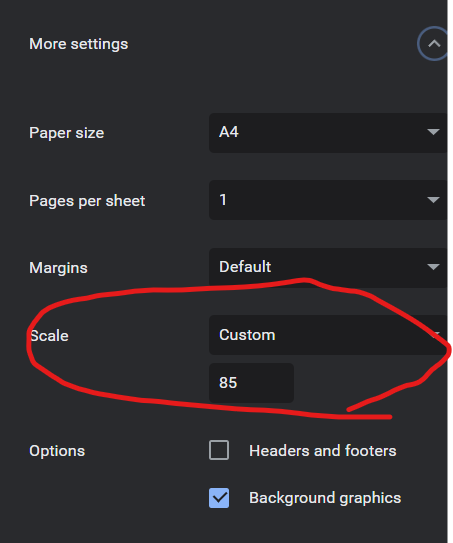 More settings
Paper size A4
Pages per sheet 1
Margins Default
Scale Custom
85
Options Headers and footers
Background graphics